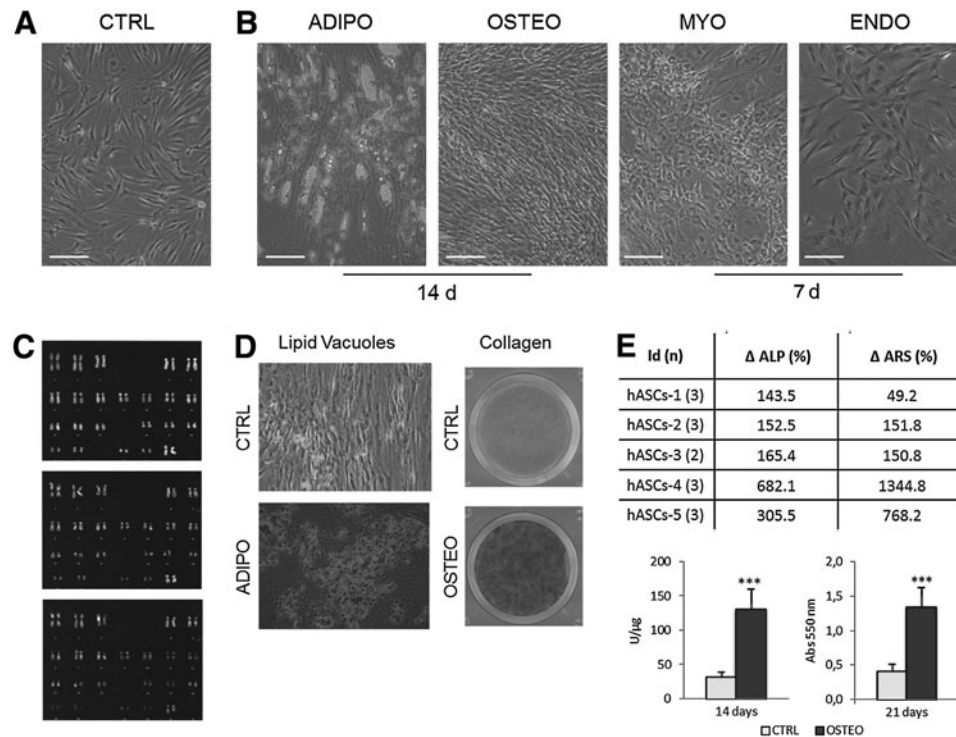 A CTRL
B ADIPO OSTEO MYO ENDO
14 d 7 d
C
D Lipid Vacuoles Collagen
CTRL CTRL
ADIPO OSTEO
E
Id (n) Δ ALP (%) Δ ARS (%)
hASCs-1 (3) 143.5 49.2
hASCs-2 (3) 152.5 151.8
hASCs-3 (2) 165.4 150.8
hASCs-4 (3) 682.1 1344.8
hASCs-5 (3) 305.5 768.2
U/µg
200
150
100
50
0
***
14 days
Abs 550 nm
2,0
1,5
1,0
0,5
0,0
***
21 days
CTRL OSTEO